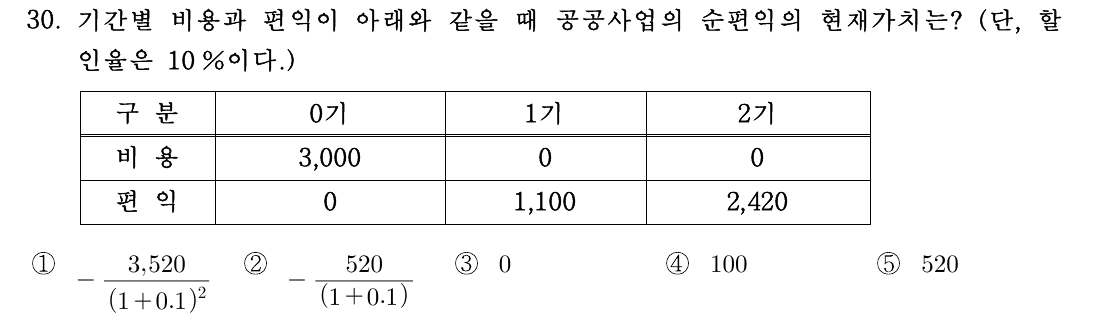 30. 기간별 비용과 편익이 아래와 같을 때 공공사업의 순편익의 현재가치는? (단, 할
인율은 10%이다.)
구 분 0기 1기 2기
비 용 3,000 0 0
편 익 0 1,100 2,420
① - 3,520/(1+0.1)² ② - 520/(1+0.1) ③ 0 ④ 100 ⑤ 520